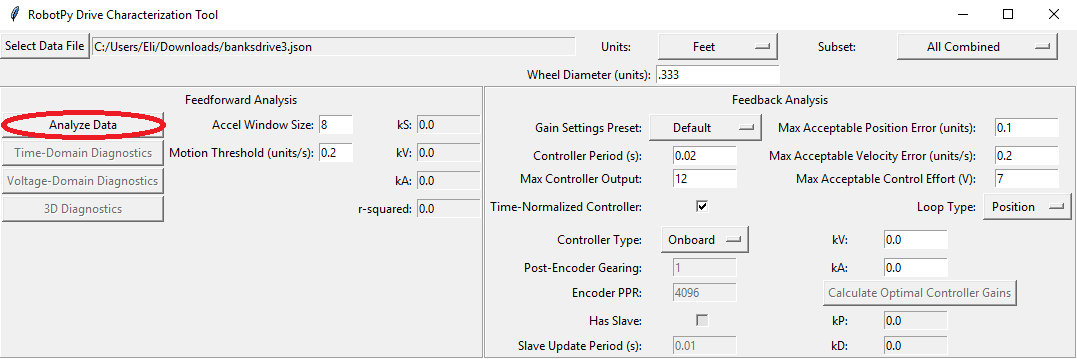 RobotPy Drive Characterization Tool
Select Data File C:/Users/Eli/Downloads/banksdrive3.json Units: Feet Subset: All Combined
Wheel Diameter (units): .333
Feedforward Analysis
Analyze Data Accel Window Size: 8 kS: 0.0
Time-Domain Diagnostics Motion Threshold (units/s): 0.2 kV: 0.0
Voltage-Domain Diagnostics kA: 0.0
3D Diagnostics r-squared: 0.0
Feedback Analysis
Gain Settings Preset: Default Max Acceptable Position Error (units): 0.1
Controller Period (s): 0.02 Max Acceptable Velocity Error (units/s): 0.2
Max Controller Output: 12 Max Acceptable Control Effort (V): 7
Time-Normalized Controller: Loop Type: Position
Controller Type: Onboard kV: 0.0
Post-Encoder Gearing: 1 kA: 0.0
Encoder PPR: 4096 Calculate Optimal Controller Gains
Has Slave: kP: 0.0
Slave Update Period (s): 0.01 kD: 0.0